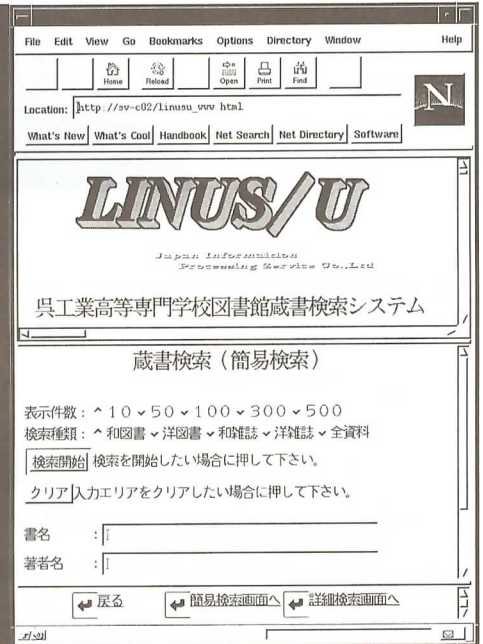 File Edit View Go Bookmarks Options Directory Window Help
Home Reload Open Print Find
N
Location: http://sv-c02/linusu_www html
What's New What's Cool Handbook Net Search Net Directory Software
LINUS/U
Japan Informaition
Processing Service Co.,Ltd
呉工業高等専門学校図書館蔵書検索システム
蔵書検索（簡易検索）
表示件数：^10 ⌄50 ⌄100 ⌄300 ⌄500
検索種類：^和図書 ⌄洋図書 ⌄和雑誌 ⌄洋雑誌 ⌄全資料
検索開始 検索を開始したい場合に押して下さい。
クリア 入力エリアをクリアしたい場合に押して下さい。
書名 ：
著者名 ：
戻る 簡易検索画面へ 詳細検索画面へ